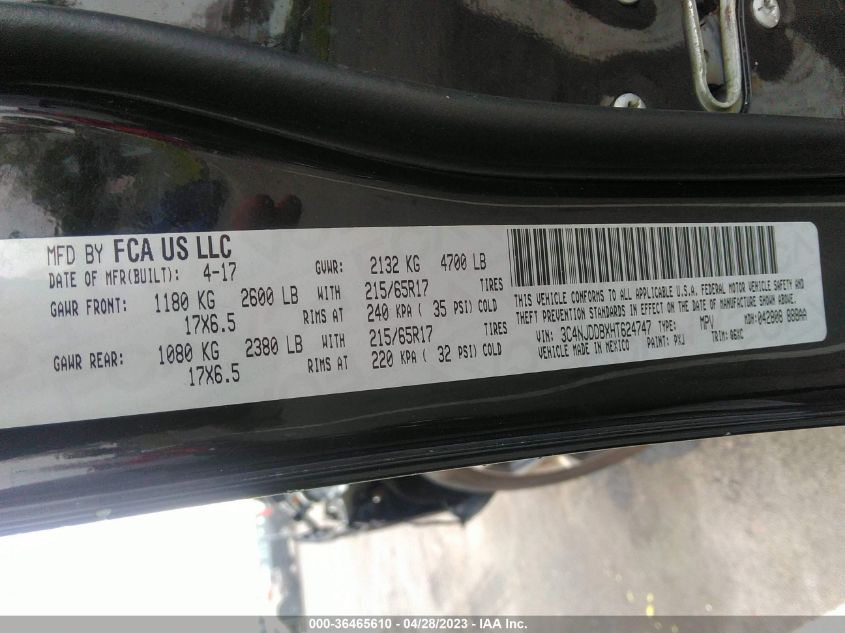 MFD BY FCA US LLC
DATE OF MFR(BUILT): 4-17 GVWR: 2132 KG 4700 LB
GAWR FRONT: 1180 KG 2600 LB WITH 215/65R17 TIRES
17X6.5 RIMS AT 240 KPA ( 35 PSI) COLD
GAWR REAR: 1080 KG 2380 LB WITH 215/65R17 TIRES
17X6.5 RIMS AT 220 KPA ( 32 PSI) COLD
THIS VEHICLE CONFORMS TO ALL APPLICABLE U.S.A. FEDERAL MOTOR VEHICLE SAFETY AND
THEFT PREVENTION STANDARDS IN EFFECT ON THE DATE OF MANUFACTURE SHOWN ABOVE.
VIN: 3C4NJDDBXHT624747 TYPE: MPV MDH: 042808 888AA
VEHICLE MADE IN MEXICO PAINT: PXJ TRIM:
000-36465610 - 04/28/2023 - IAA Inc.